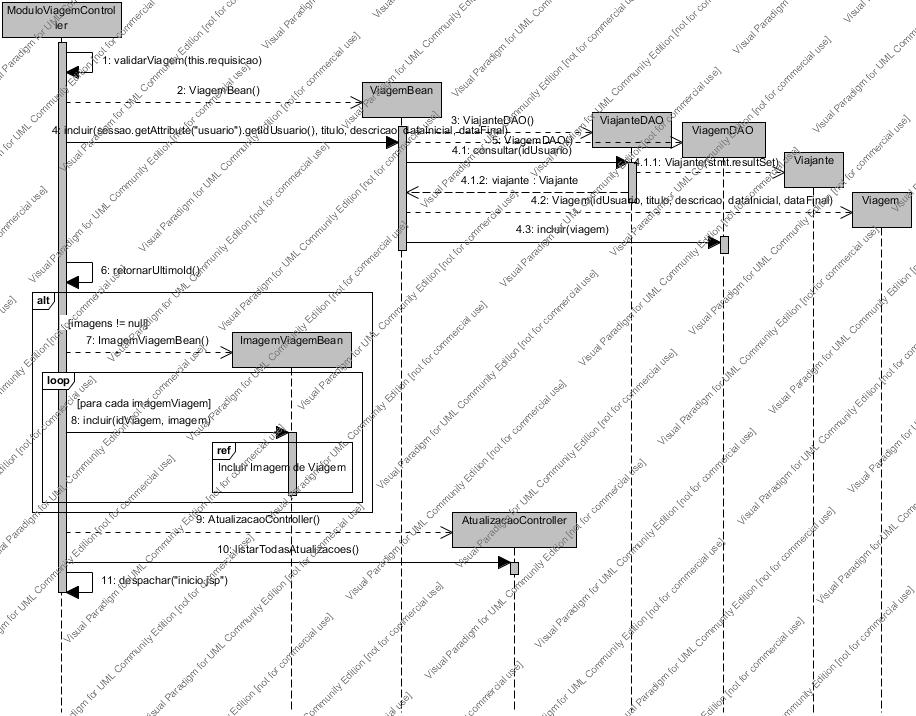 ModuloViagemControl
ler
1: validarViagem(this.requisicao)
2: ViagemBean()
ViagemBean
3: ViajanteDAO()
ViajanteDAO
4: incluir(sessao.getAttribute("usuario").getIdUsuario(), titulo, descricao, dataInicial, dataFinal)
5: ViagemDAO()
ViagemDAO
4.1: consultar(idUsuario)
4.1.1: Viajante(stmt.resultSet)
Viajante
4.1.2: viajante : Viajante
4.2: Viagem(idUsuario, titulo, descricao, dataInicial, dataFinal)
Viagem
4.3: incluir(viagem)
6: retornarUltimoId()
alt
[imagens != null]
7: ImagemViagemBean()
ImagemViagemBean
loop
[para cada imagemViagem]
8: incluir(idViagem, imagem)
ref
Incluir Imagem de Viagem
9: AtualizacaoController()
AtualizacaoController
10: listarTodasAtualizacoes()
11: despachar("inicio.jsp")
Visual Paradigm for UML Community Edition [not for commercial use]